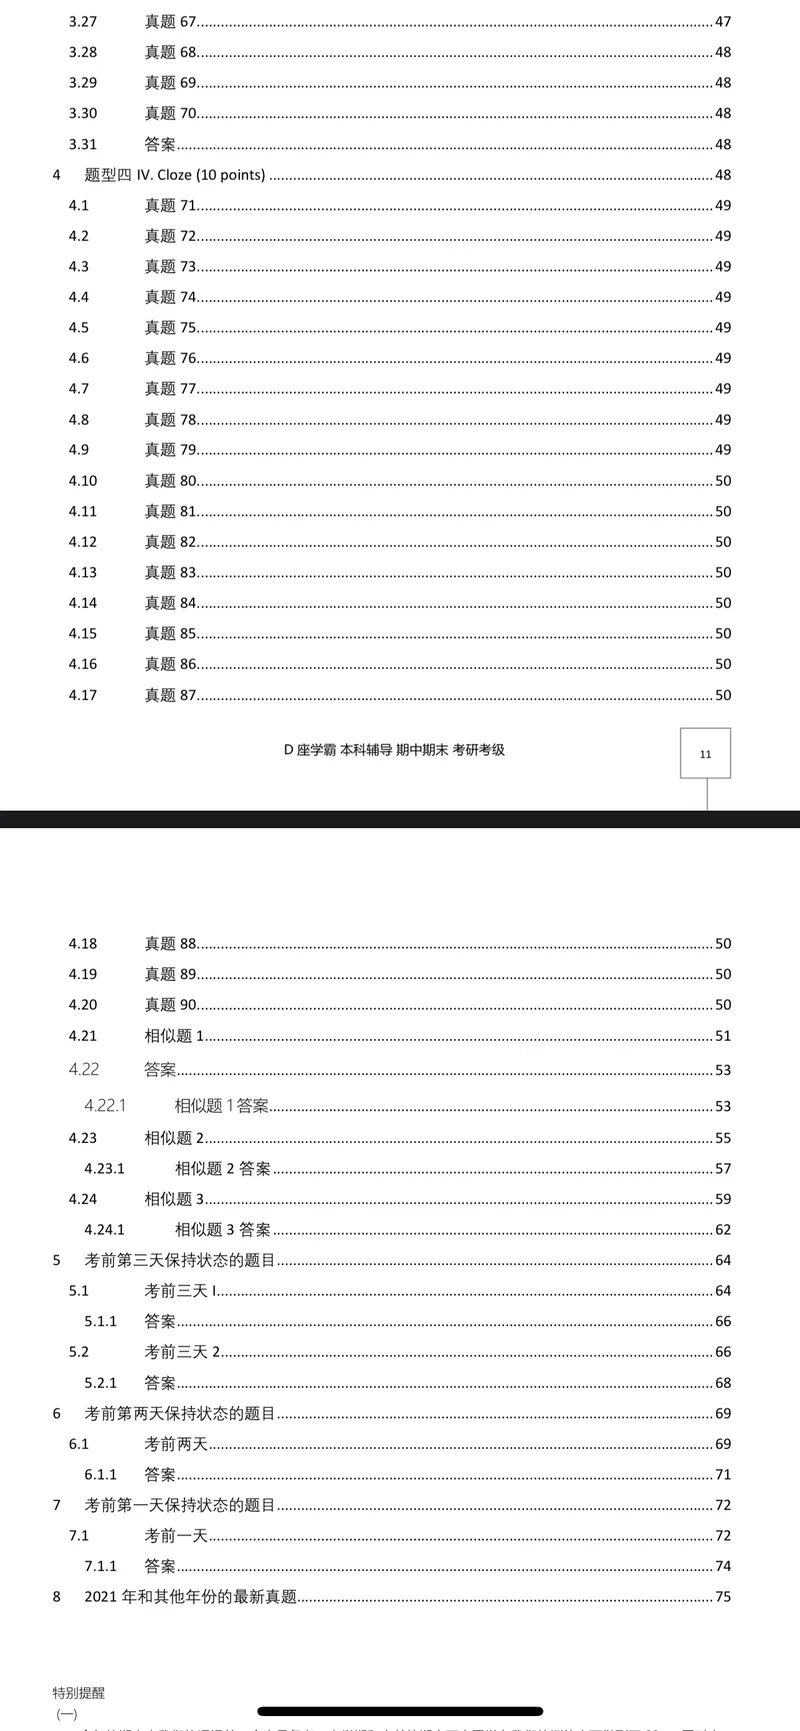 3.27 真题 67 47
3.28 真题 68 48
3.29 真题 69 48
3.30 真题 70 48
3.31 答案 48
4 题型四 IV. Cloze (10 points) 48
4.1 真题 71 49
4.2 真题 72 49
4.3 真题 73 49
4.4 真题 74 49
4.5 真题 75 49
4.6 真题 76 49
4.7 真题 77 49
4.8 真题 78 49
4.9 真题 79 49
4.10 真题 80 50
4.11 真题 81 50
4.12 真题 82 50
4.13 真题 83 50
4.14 真题 84 50
4.15 真题 85 50
4.16 真题 86 50
4.17 真题 87 50
D 座学霸 本科辅导 期中期末 考研考级
11
4.18 真题 88 50
4.19 真题 89 50
4.20 真题 90 50
4.21 相似题 1 51
4.22 答案 53
4.22.1 相似题 1 答案 53
4.23 相似题 2 55
4.23.1 相似题 2 答案 57
4.24 相似题 3 59
4.24.1 相似题 3 答案 62
5 考前第三天保持状态的题目 64
5.1 考前三天 I 64
5.1.1 答案 66
5.2 考前三天 2 66
5.2.1 答案 68
6 考前第两天保持状态的题目 69
6.1 考前两天 69
6.1.1 答案 71
7 考前第一天保持状态的题目 72
7.1 考前一天 72
7.1.1 答案 74
8 2021 年和其他年份的最新真题 75
特别提醒
(一)